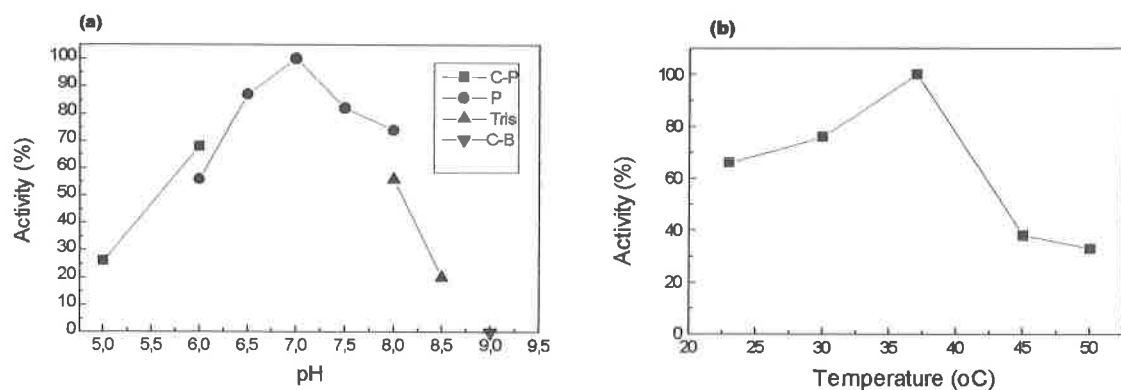 (a)
100
90
80
70
60
50
40
30
20
10
0
Activity (%)
5,0 5,5 6,0 6,5 7,0 7,5 8,0 8,5 9,0 9,5
pH
C-P
P
Tris
C-B
(b)
100
80
60
40
20
0
Activity (%)
20 25 30 35 40 45 50
Temperature (oC)